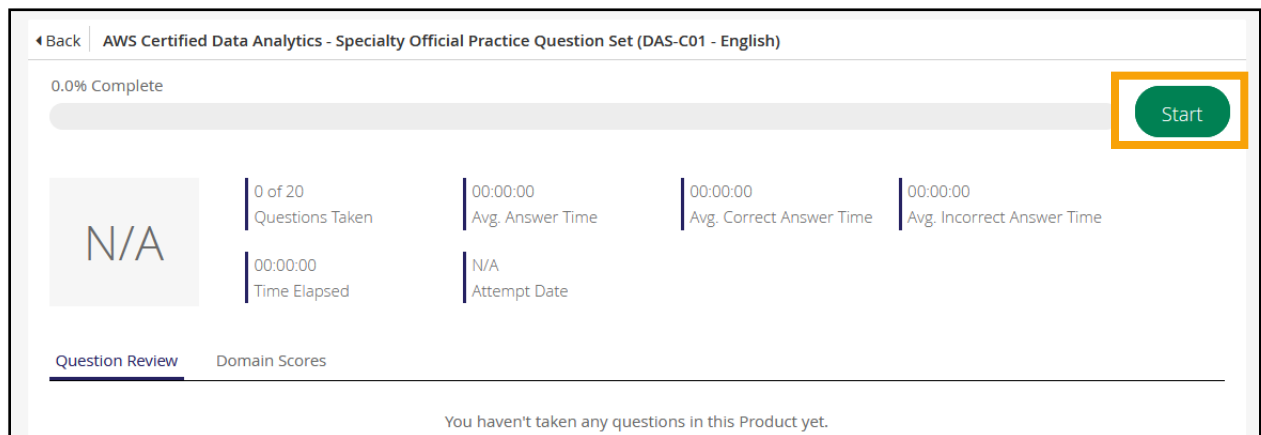 Back AWS Certified Data Analytics - Specialty Official Practice Question Set (DAS-C01 - English)
0.0% Complete
Start
N/A
0 of 20
Questions Taken
00:00:00
Avg. Answer Time
00:00:00
Avg. Correct Answer Time
00:00:00
Avg. Incorrect Answer Time
00:00:00
Time Elapsed
N/A
Attempt Date
Question Review Domain Scores
You haven't taken any questions in this Product yet.